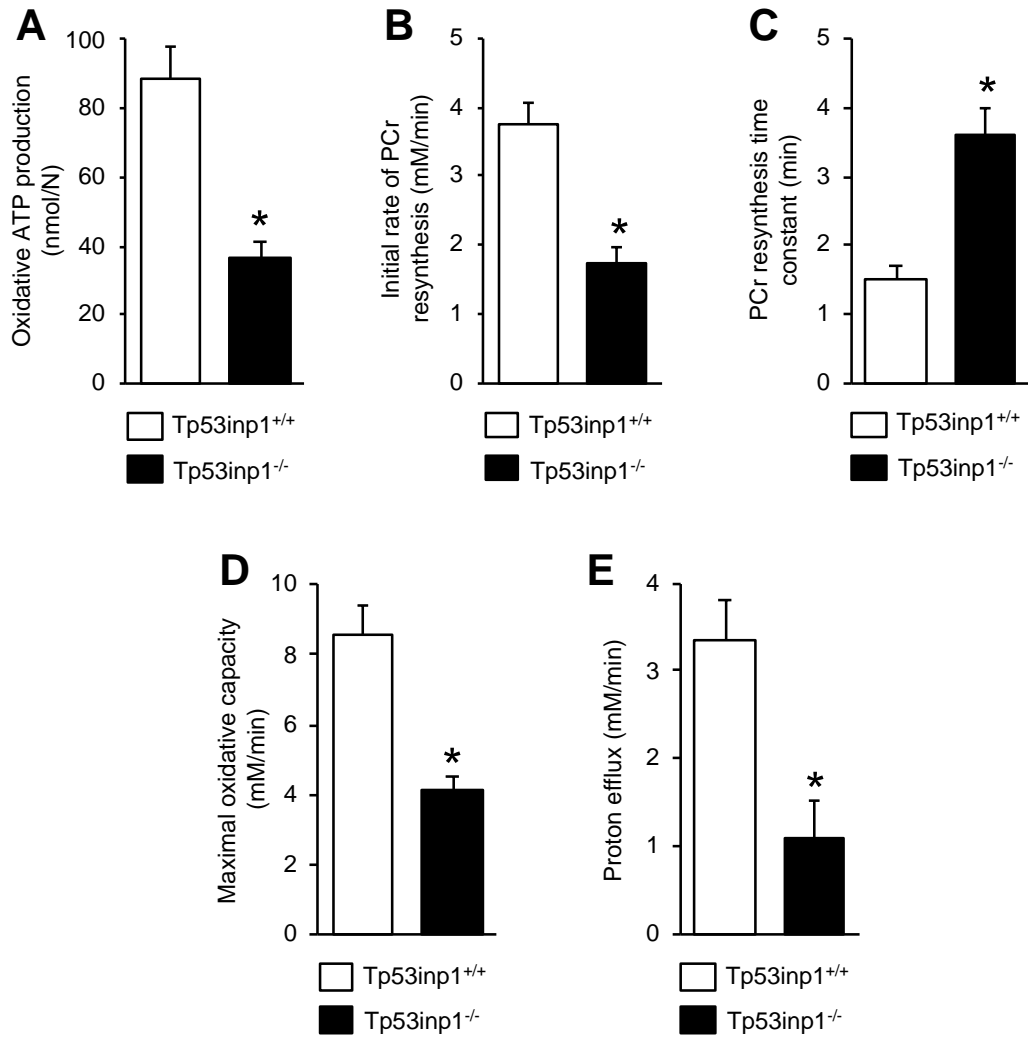 A
Oxidative ATP production
(nmol/N)
100
80
60
40
20
0
*
Tp53inp1+/+
Tp53inp1-/-
B
Initial rate of PCr
resynthesis (mM/min)
5
4
3
2
1
0
*
Tp53inp1+/+
Tp53inp1-/-
C
PCr resynthesis time
constant (min)
5
4
3
2
1
0
*
Tp53inp1+/+
Tp53inp1-/-
D
Maximal oxidative capacity
(mM/min)
10
8
6
4
2
0
*
Tp53inp1+/+
Tp53inp1-/-
E
Proton efflux (mM/min)
4
3
2
1
0
*
Tp53inp1+/+
Tp53inp1-/-